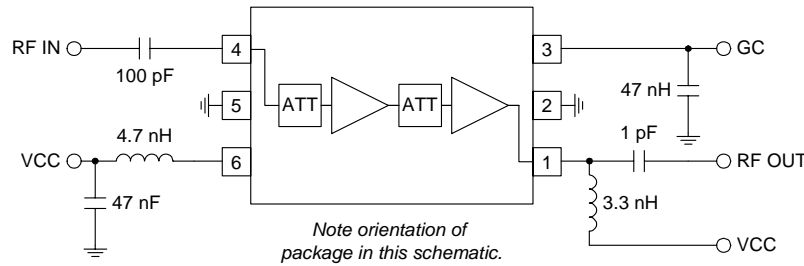 RF IN
100 pF
4
3
GC
47 nH
5
ATT
ATT
2
4.7 nH
1 pF
VCC
6
1
RF OUT
47 nF
3.3 nH
Note orientation of
package in this schematic.
VCC